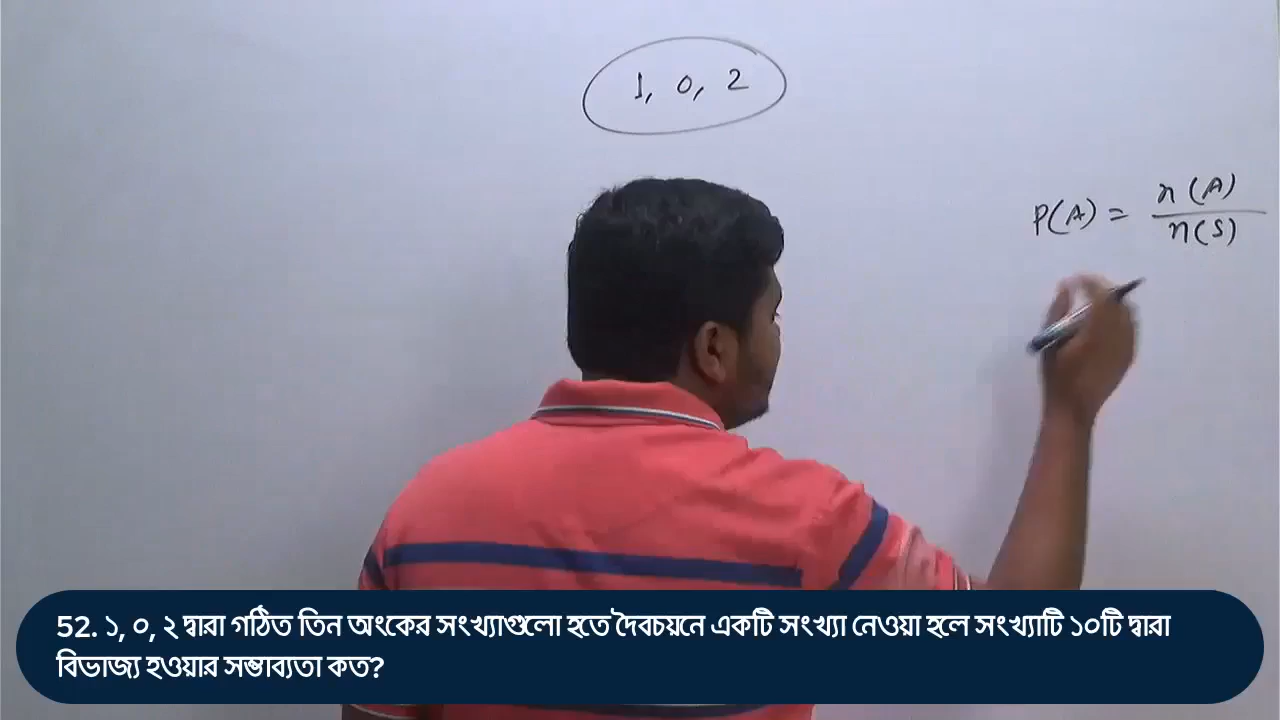 1, 0, 2
P(A) = n(A) / n(S)
52. ১, ০, ২ দ্বারা গঠিত তিন অংকের সংখ্যাগুলো হতে দৈবচয়নে একটি সংখ্যা নেওয়া হলে সংখ্যাটি ১০টি দ্বারা
বিভাজ্য হওয়ার সম্ভাব্যতা কত?